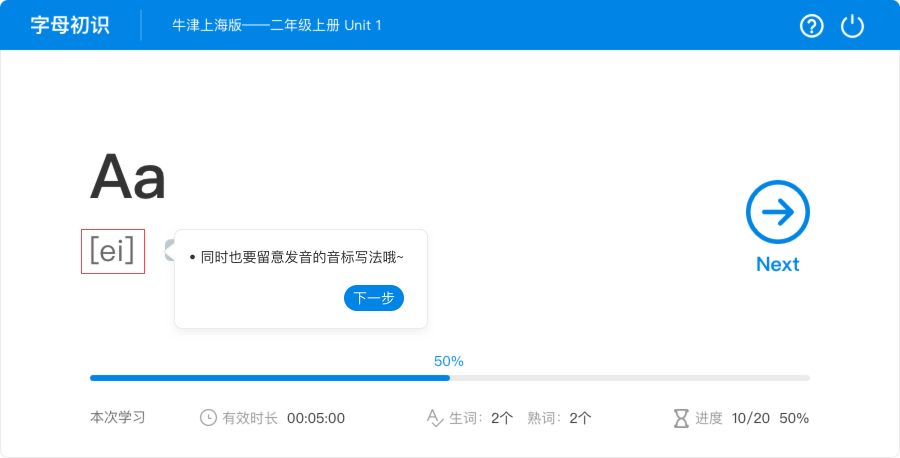 字母初识
牛津上海版——二年级上册 Unit 1
Aa
[ei]
• 同时也要留意发音的音标写法哦~
下一步
Next
50%
本次学习 有效时长 00:05:00 生词：2个 熟词：2个 进度 10/20 50%